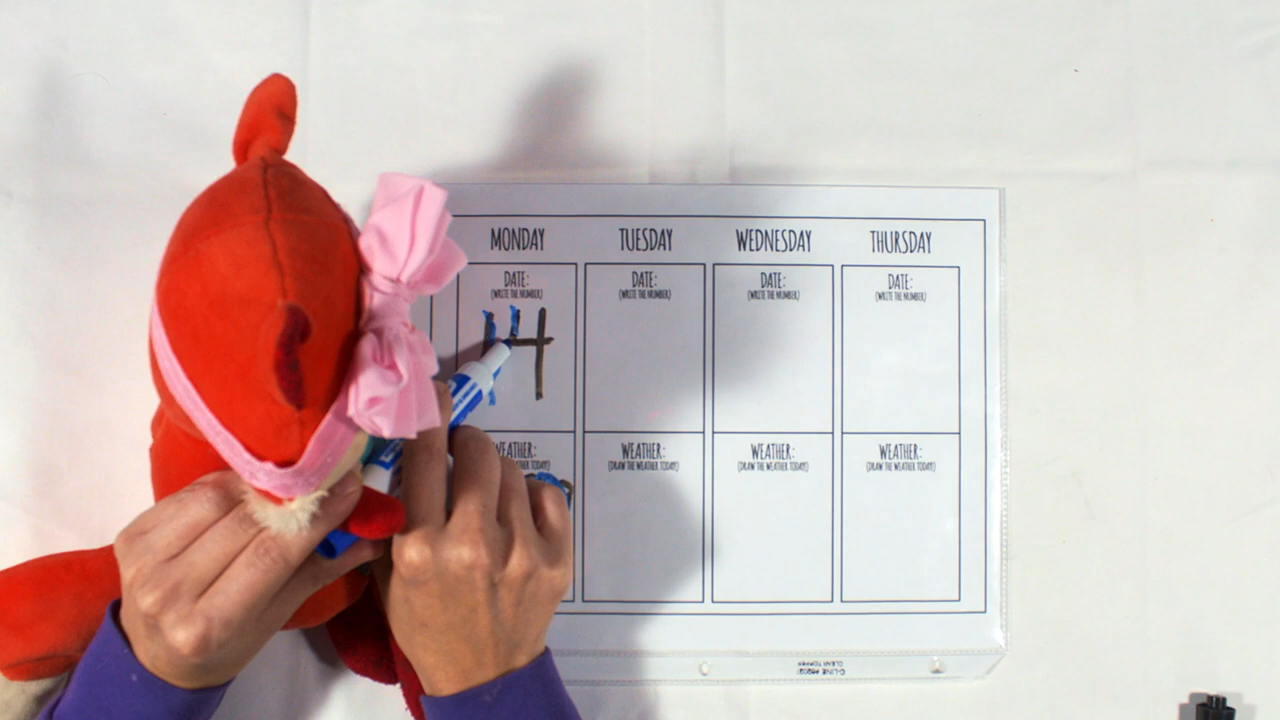 MONDAY TUESDAY WEDNESDAY THURSDAY
DATE: DATE: DATE: DATE:
(WRITE THE NUMBER) (WRITE THE NUMBER) (WRITE THE NUMBER) (WRITE THE NUMBER)
14
WEATHER: WEATHER: WEATHER:
(DRAW THE WEATHER TODAY!) (DRAW THE WEATHER TODAY!) (DRAW THE WEATHER TODAY!)